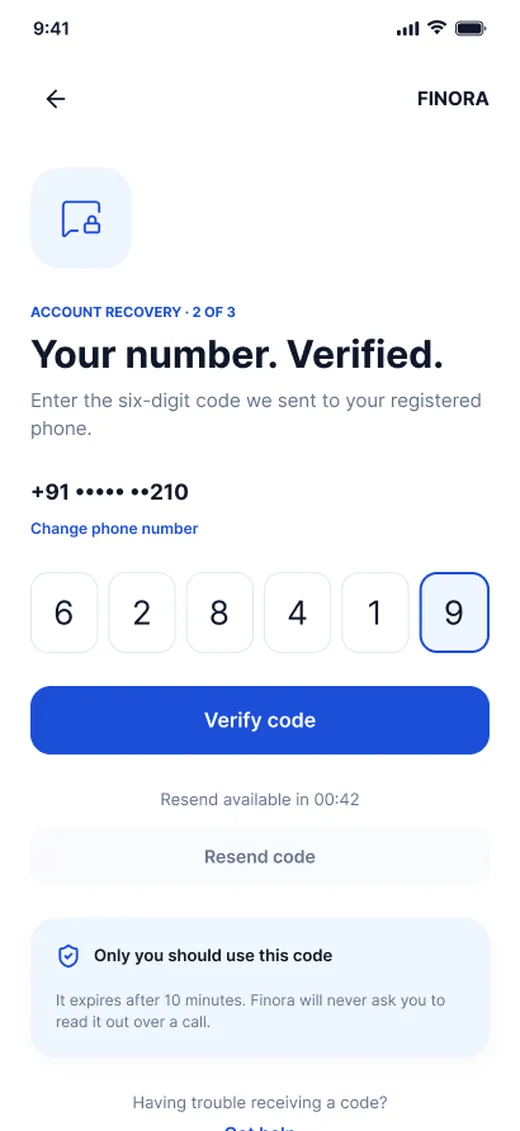 9:41
FINORA
ACCOUNT RECOVERY · 2 OF 3
Your number. Verified.
Enter the six-digit code we sent to your registered
phone.
+91 ••••• ••210
Change phone number
6 2 8 4 1 9
Verify code
Resend available in 00:42
Resend code
Only you should use this code
It expires after 10 minutes. Finora will never ask you to
read it out over a call.
Having trouble receiving a code?
Get help